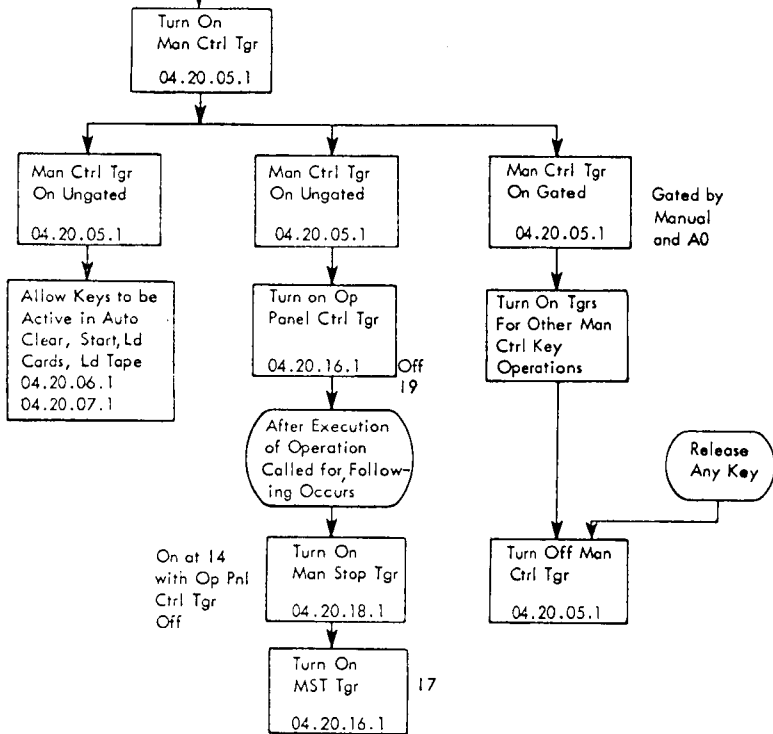 Turn On
Man Ctrl Tgr
04.20.05.1
Man Ctrl Tgr
On Ungated
04.20.05.1
Man Ctrl Tgr
On Ungated
04.20.05.1
Man Ctrl Tgr
On Gated
04.20.05.1
Gated by
Manual
and A0
Allow Keys to be
Active in Auto
Clear, Start, Ld
Cards, Ld Tape
04.20.06.1
04.20.07.1
Turn on Op
Panel Ctrl Tgr
04.20.16.1
Off
19
Turn On Tgrs
For Other Man
Ctrl Key
Operations
After Execution
of Operation
Called for, Follow-
ing Occurs
Release
Any Key
On at 14
with Op Pnl
Ctrl Tgr
Off
Turn On
Man Stop Tgr
04.20.18.1
Turn Off Man
Ctrl Tgr
04.20.05.1
Turn On
MST Tgr
04.20.16.1
17